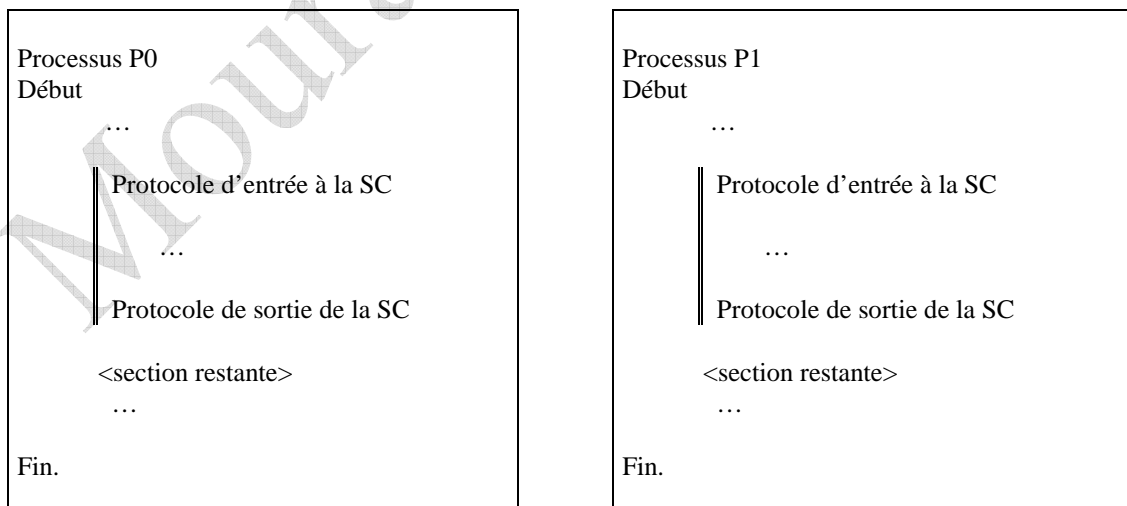 Processus P0
Début
…
Protocole d'entrée à la SC
…
Protocole de sortie de la SC
<section restante>
…
Fin.
Processus P1
Début
…
Protocole d'entrée à la SC
…
Protocole de sortie de la SC
<section restante>
…
Fin.